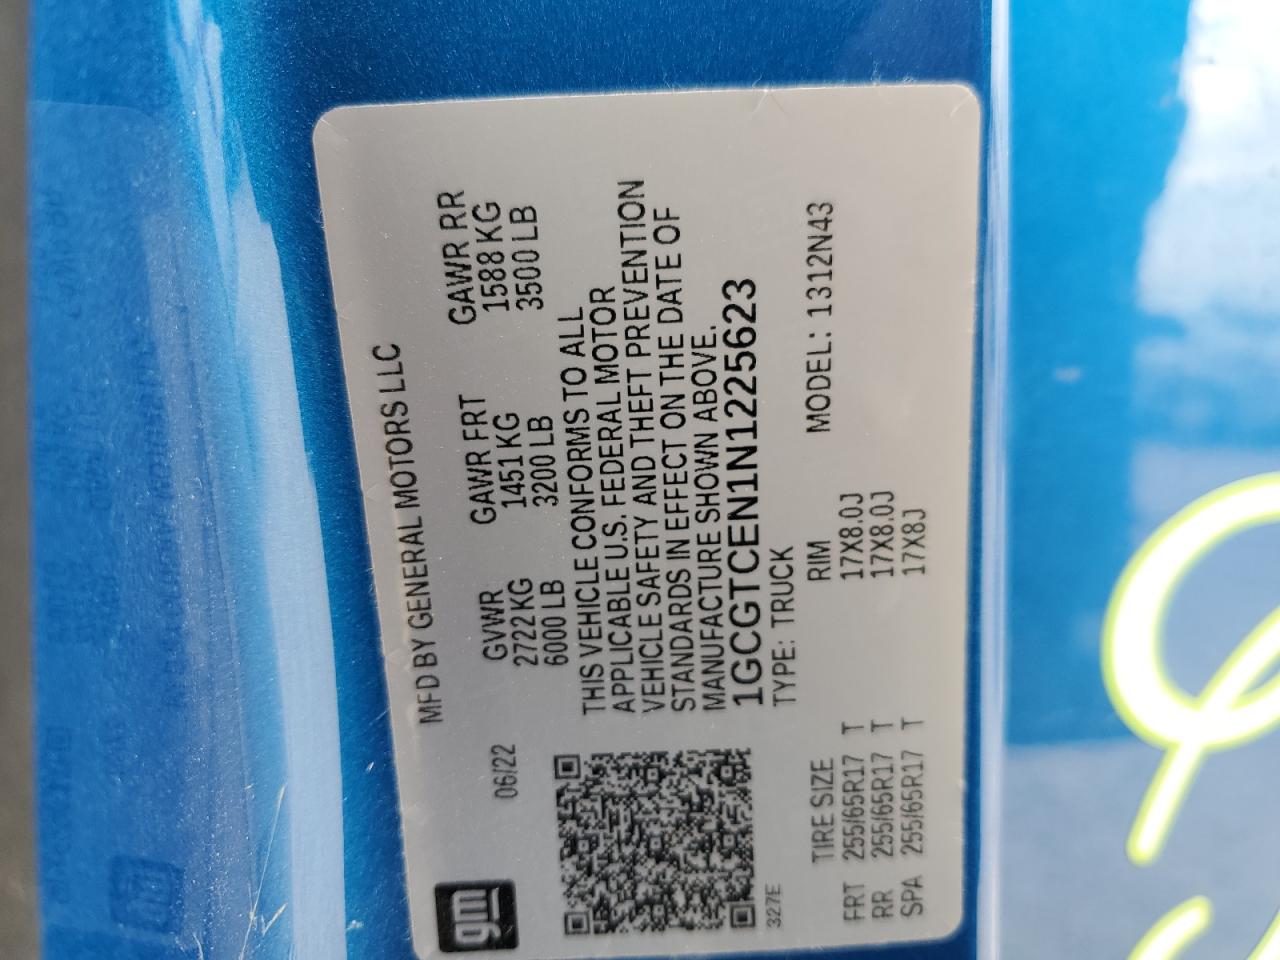 gm
MFD BY GENERAL MOTORS LLC
06/22
GVWR GAWR FRT GAWR RR
2722 KG 1451 KG 1588 KG
6000 LB 3200 LB 3500 LB
THIS VEHICLE CONFORMS TO ALL
APPLICABLE U.S. FEDERAL MOTOR
VEHICLE SAFETY AND THEFT PREVENTION
STANDARDS IN EFFECT ON THE DATE OF
MANUFACTURE SHOWN ABOVE.
1GCGTCEN1N1225623
327E
TYPE: TRUCK MODEL: 1312N43
TIRE SIZE RIM
FRT 255/65R17 T 17X8.0J
RR 255/65R17 T 17X8.0J
SPA 255/65R17 T 17X8J